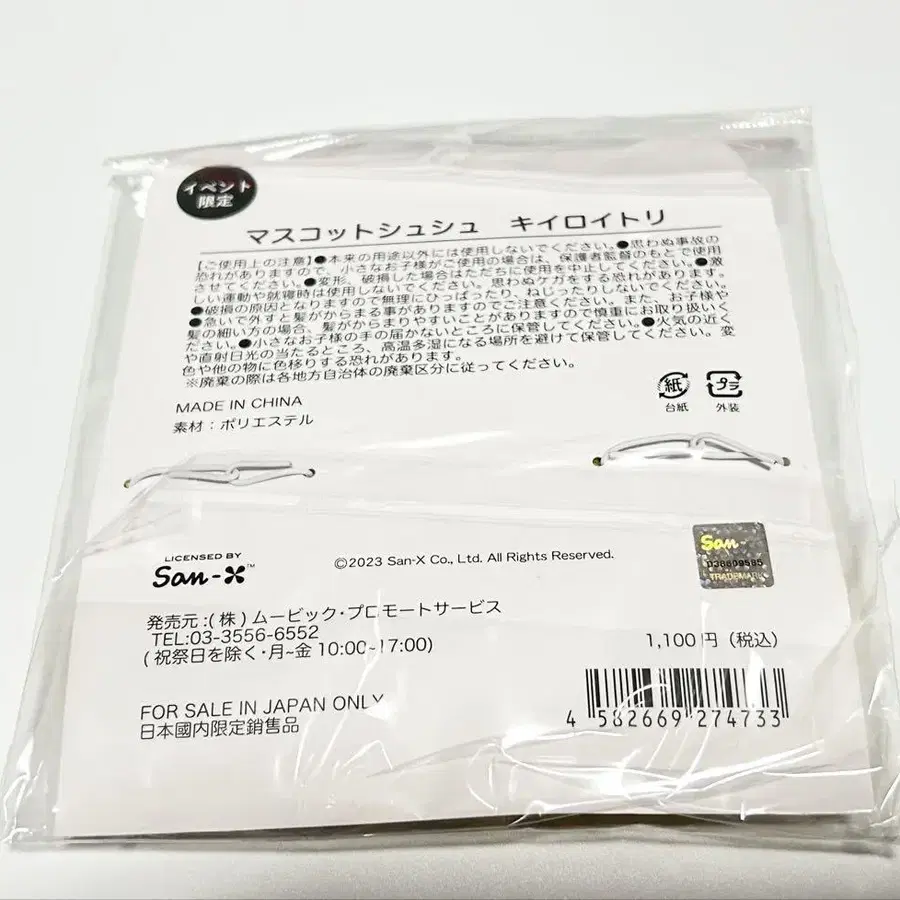 イベント
限定
マスコットシュシュ　キイロイトリ
【ご使用上の注意】●本来の用途以外には使用しないでください。●思わぬ事故の
恐れがありますので、小さなお子様がご使用の場合は、保護者監督のもとで使用
させてください。●変形、破損した場合はただちに使用を中止してください。●激
しい運動や就寝時は使用しないでください。思わぬケガをする恐れがあります。
●破損の原因となりますので無理にひっぱったり、ねじったりしないでください。
●急いで外すと髪がからまる事がありますのでご注意ください。また、お子様や
髪の細い方の場合、髪がからまりやすいことがありますので慎重にお取り扱いく
ださい。●小さなお子様の手の届かないところに保管してください。●火気の近く
や直射日光の当たるところ、高温多湿になる場所を避けて保管してください。変
色や他の物に色移りする恐れがあります。
※廃棄の際は各地方自治体の廃棄区分に従ってください。
紙 プラ
台紙 外装
MADE IN CHINA
素材：ポリエステル
LICENSED BY
San-X™
©2023 San-X Co., Ltd. All Rights Reserved.
San-
D38609585
TRADEMARK
発売元：(株)ムービック・プロモートサービス
TEL:03-3556-6552
(祝祭日を除く・月~金 10:00~17:00)
1,100円（税込）
FOR SALE IN JAPAN ONLY
日本國内限定銷售品
4 582669 274733